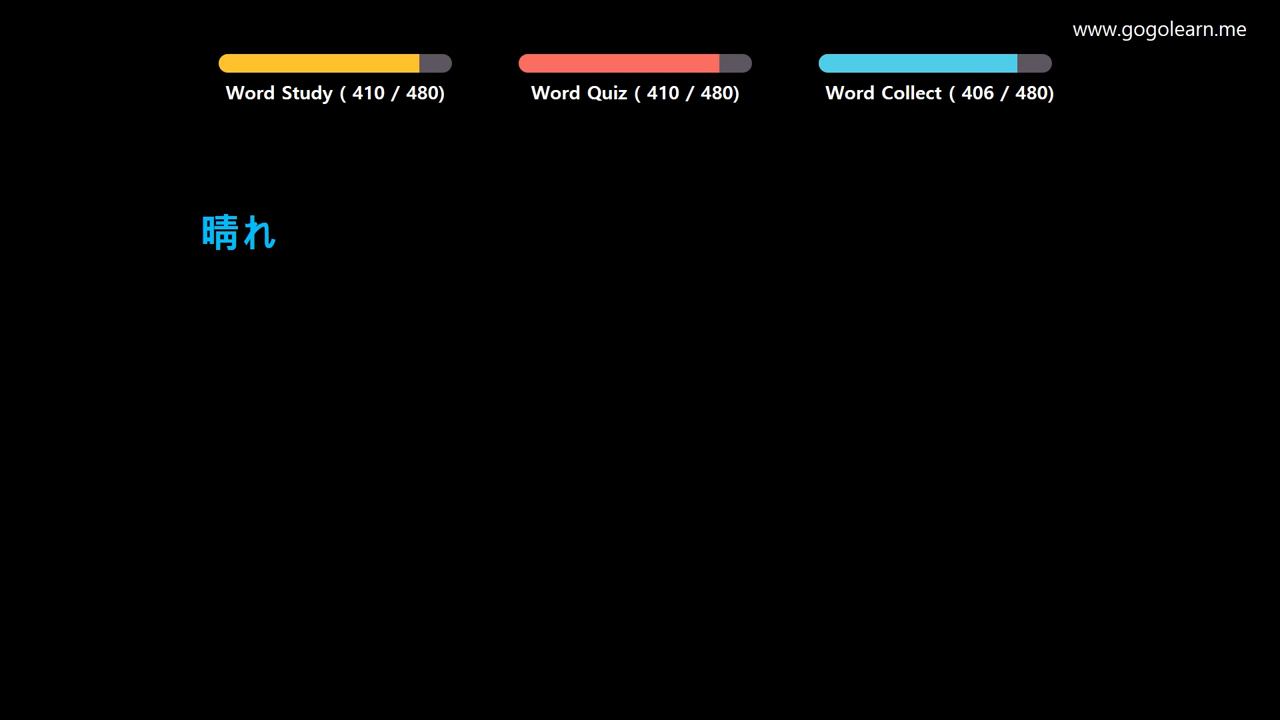 www.gogolearn.me
Word Study ( 410 / 480)
Word Quiz ( 410 / 480)
Word Collect ( 406 / 480)
晴れ